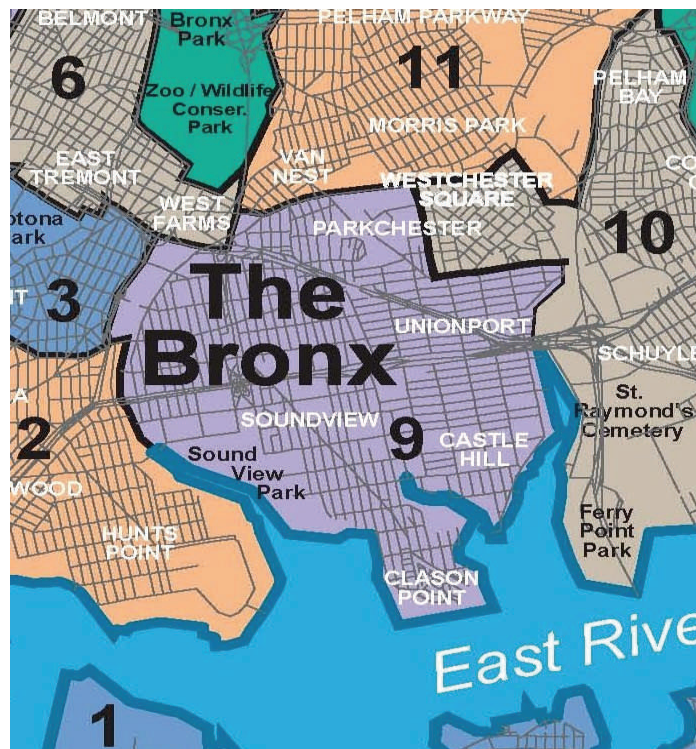 BELMONT
Bronx
Park
PELHAM PARKWAY
6
11
Zoo / Wildlife
Conser.
Park
PELHAM
BAY
MORRIS PARK
EAST
TREMONT
VAN
NEST
WESTCHESTER
SQUARE
WEST
FARMS
PARKCHESTER
10
otona
ark
The
Bronx
3
UNIONPORT
SCHUYLE
2
SOUNDVIEW
9
CASTLE
HILL
St.
Raymond's
Cemetery
Sound
View
Park
WOOD
HUNTS
POINT
Ferry
Point
Park
CLASON
POINT
East Rive
1